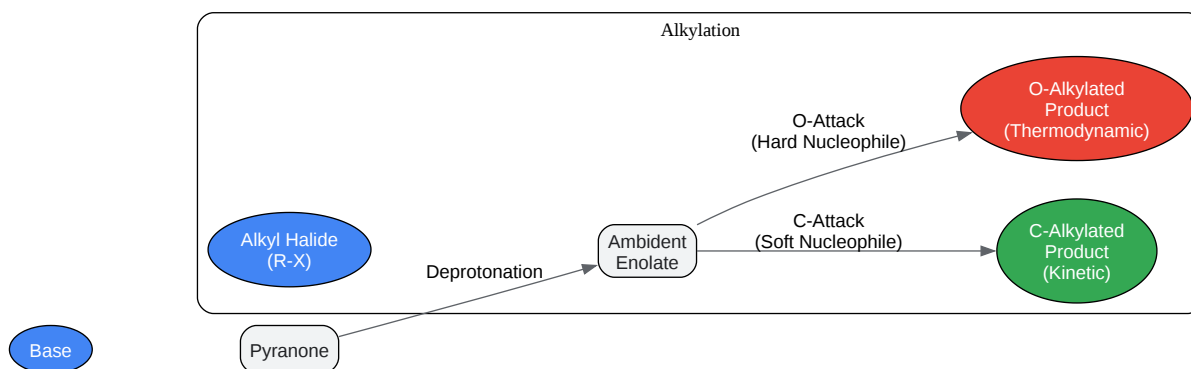 Alkylation
O-Alkylated
Product
(Thermodynamic)
O-Attack
(Hard Nucleophile)
Alkyl Halide
(R-X)
Ambident
Enolate
C-Attack
(Soft Nucleophile)
C-Alkylated
Product
(Kinetic)
Deprotonation
Base
Pyranone